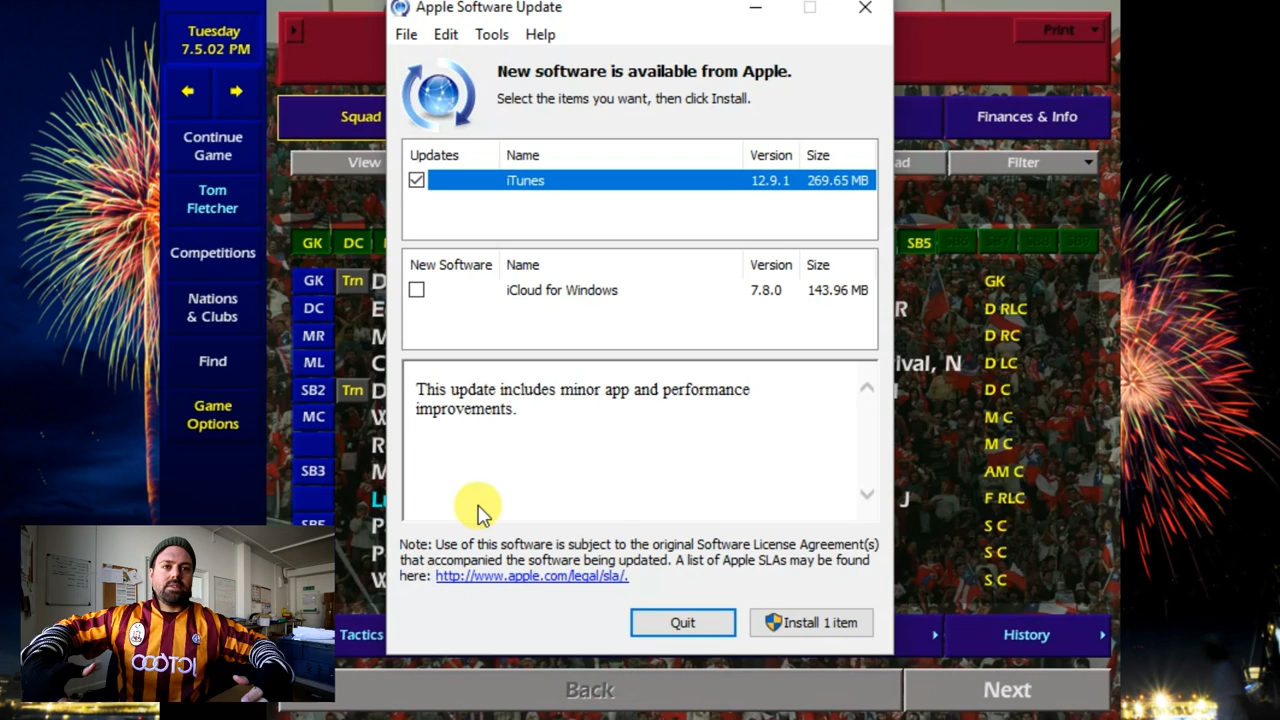 Tuesday
7.5.02 PM
Continue
Game
Tom
Fletcher
Competitions
Nations
& Clubs
Find
Game
Options
Print
Squad
Finances & Info
View
ad
Filter
GK DC
SB5 SB6 SB7 SB8 SB9
GK Trn D
DC E
MR M
ML C
SB2 Trn D
MC W
R
SB3 M
Lu
P
P
W
R
ival, N
J
GK
D RLC
D RC
D LC
D C
M C
M C
AM C
F RLC
S C
S C
S C
Tactics
History
Back
Next
Apple Software Update
File Edit Tools Help
New software is available from Apple.
Select the items you want, then click Install.
Updates Name Version Size
iTunes 12.9.1 269.65 MB
New Software Name Version Size
iCloud for Windows 7.8.0 143.96 MB
This update includes minor app and performance
improvements.
Note: Use of this software is subject to the original Software License Agreement(s)
that accompanied the software being updated. A list of Apple SLAs may be found
here: http://www.apple.com/legal/sla/.
Quit
Install 1 item